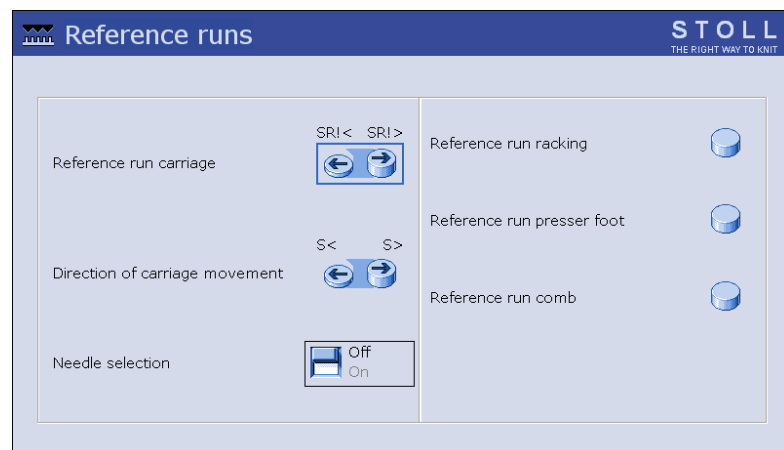 Reference runs
STOLL
THE RIGHT WAY TO KNIT
SR!< SR!>
Reference run carriage
S< S>
Direction of carriage movement
Needle selection
Off
On
Reference run racking
Reference run presser foot
Reference run comb